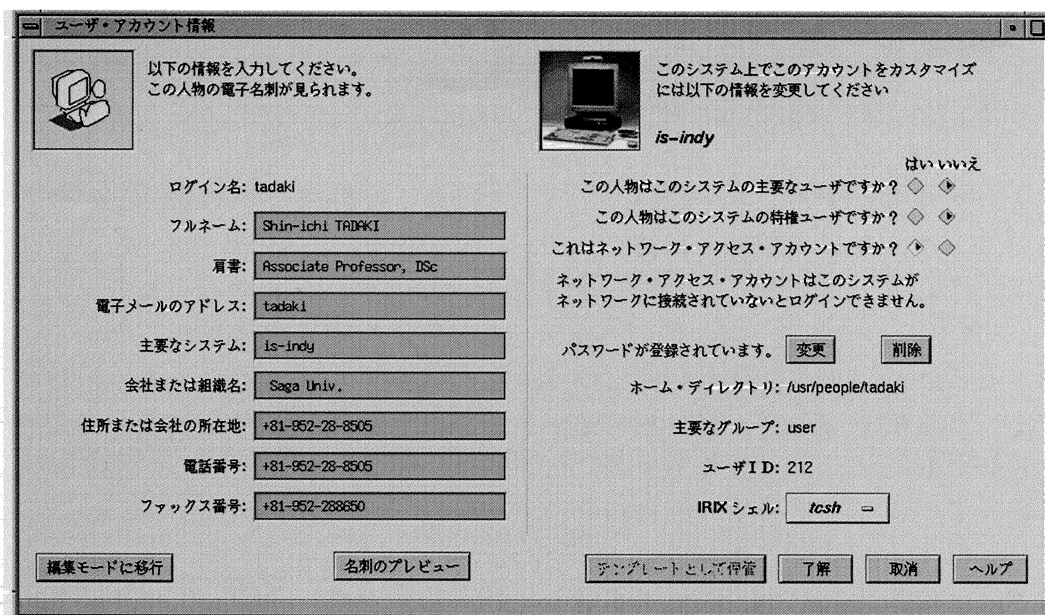 ユーザ・アカウント情報
以下の情報を入力してください。
この人物の電子名刺が見られます。
ログイン名: tadaki
フルネーム: Shin-ichi TADAKI
肩書: Associate Professor, DSc
電子メールのアドレス: tadaki
主要なシステム: is-indy
会社または組織名: Saga Univ.
住所または会社の所在地: +81-952-28-8505
電話番号: +81-952-28-8505
ファックス番号: +81-952-288650
編集モードに移行
名刺のプレビュー
このシステム上でこのアカウントをカスタマイズ
には以下の情報を変更してください
is-indy
はい いいえ
この人物はこのシステムの主要なユーザですか?
この人物はこのシステムの特権ユーザですか?
これはネットワーク・アクセス・アカウントですか?
ネットワーク・アクセス・アカウントはこのシステムが
ネットワークに接続されていないとログインできません。
パスワードが登録されています。 変更 削除
ホーム・ディレクトリ: /usr/people/tadaki
主要なグループ: user
ユーザID: 212
IRIX シェル: tcsh
テンプレートとして保管 了解 取消 ヘルプ